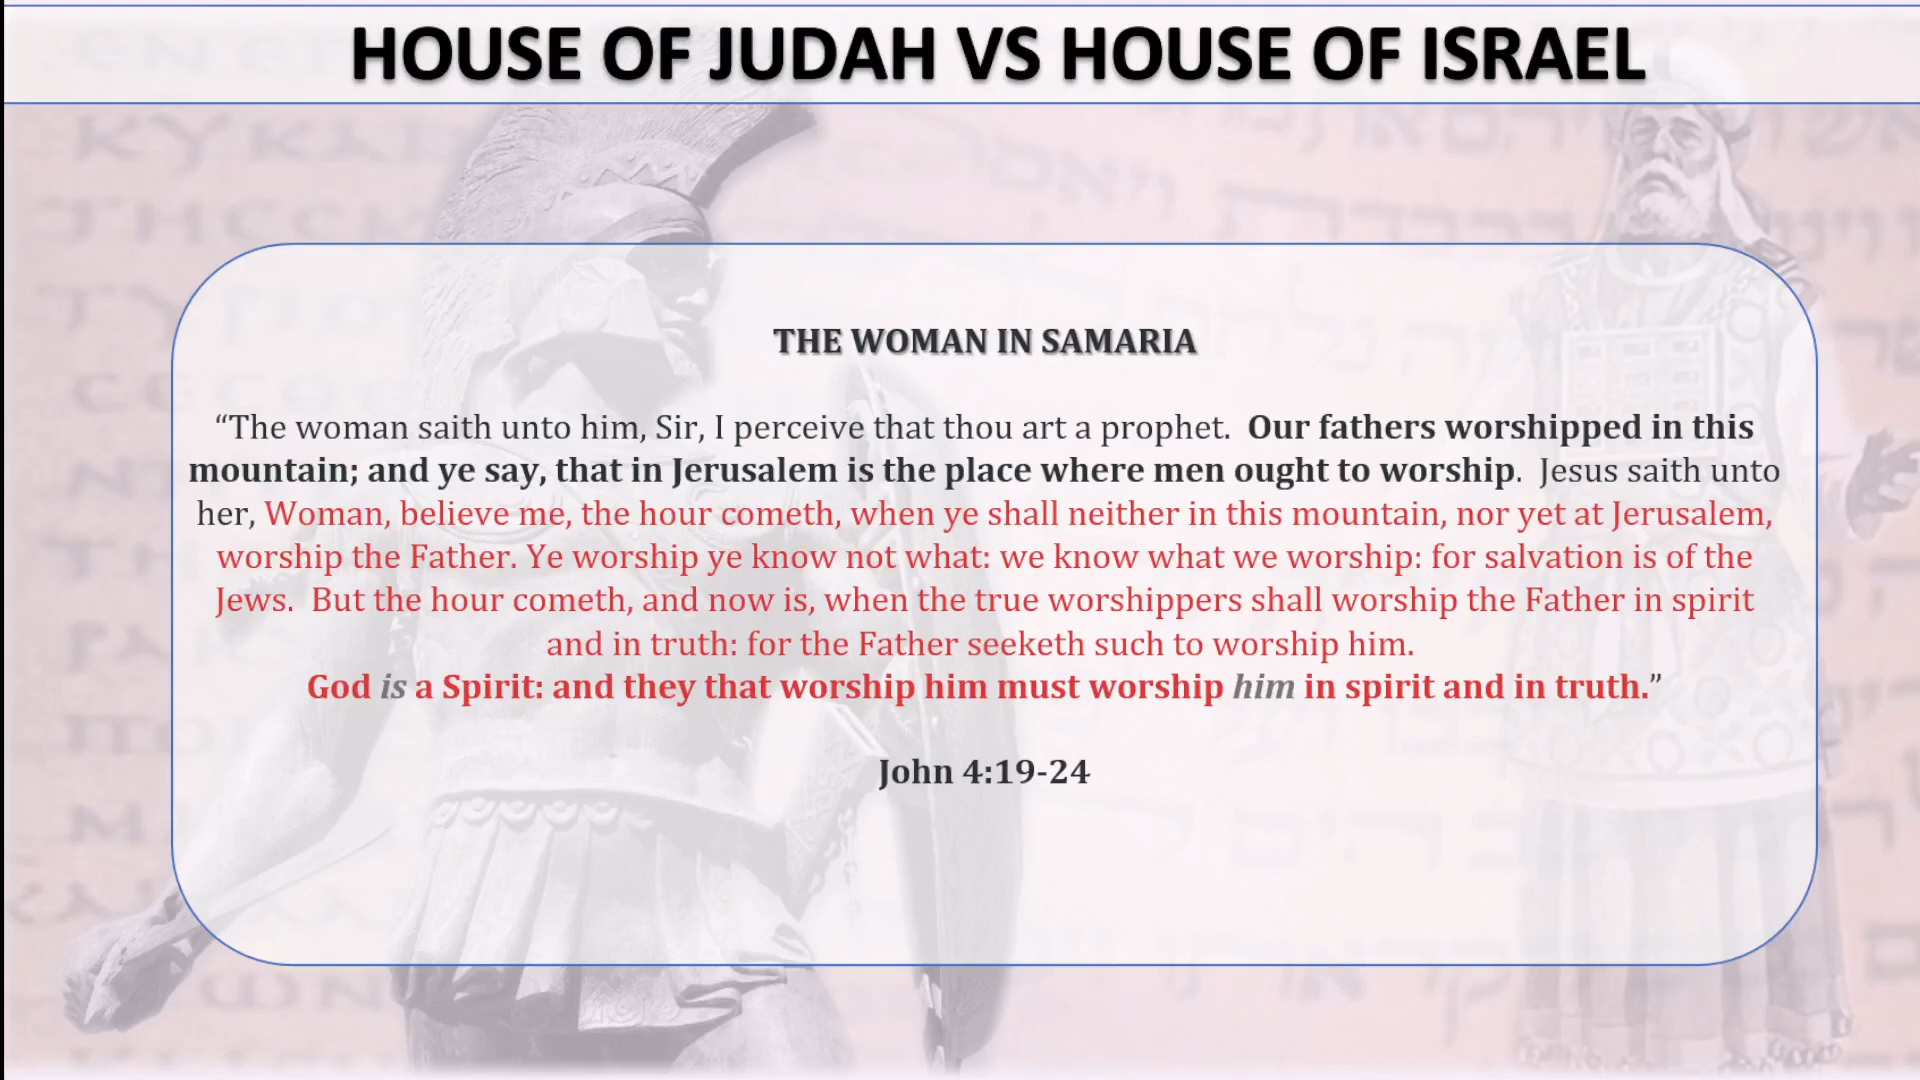 HOUSE OF JUDAH VS HOUSE OF ISRAEL
THE WOMAN IN SAMARIA
“The woman saith unto him, Sir, I perceive that thou art a prophet.  Our fathers worshipped in this
mountain; and ye say, that in Jerusalem is the place where men ought to worship.  Jesus saith unto
her, Woman, believe me, the hour cometh, when ye shall neither in this mountain, nor yet at Jerusalem,
worship the Father. Ye worship ye know not what: we know what we worship: for salvation is of the
Jews.  But the hour cometh, and now is, when the true worshippers shall worship the Father in spirit
and in truth: for the Father seeketh such to worship him.
God is a Spirit: and they that worship him must worship him in spirit and in truth.”
John 4:19-24